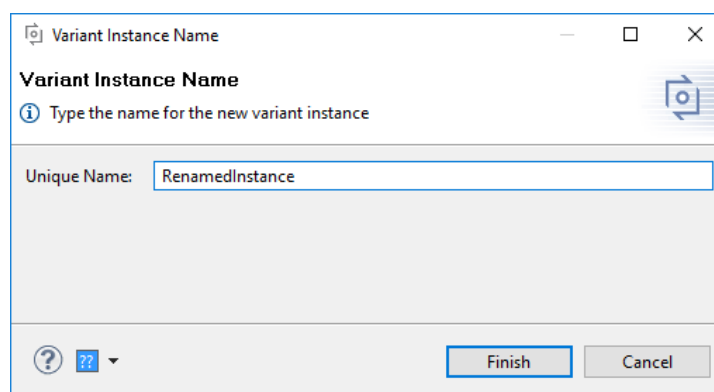 Variant Instance Name
Variant Instance Name
Type the name for the new variant instance
Unique Name: RenamedInstance
?
??
Finish Cancel